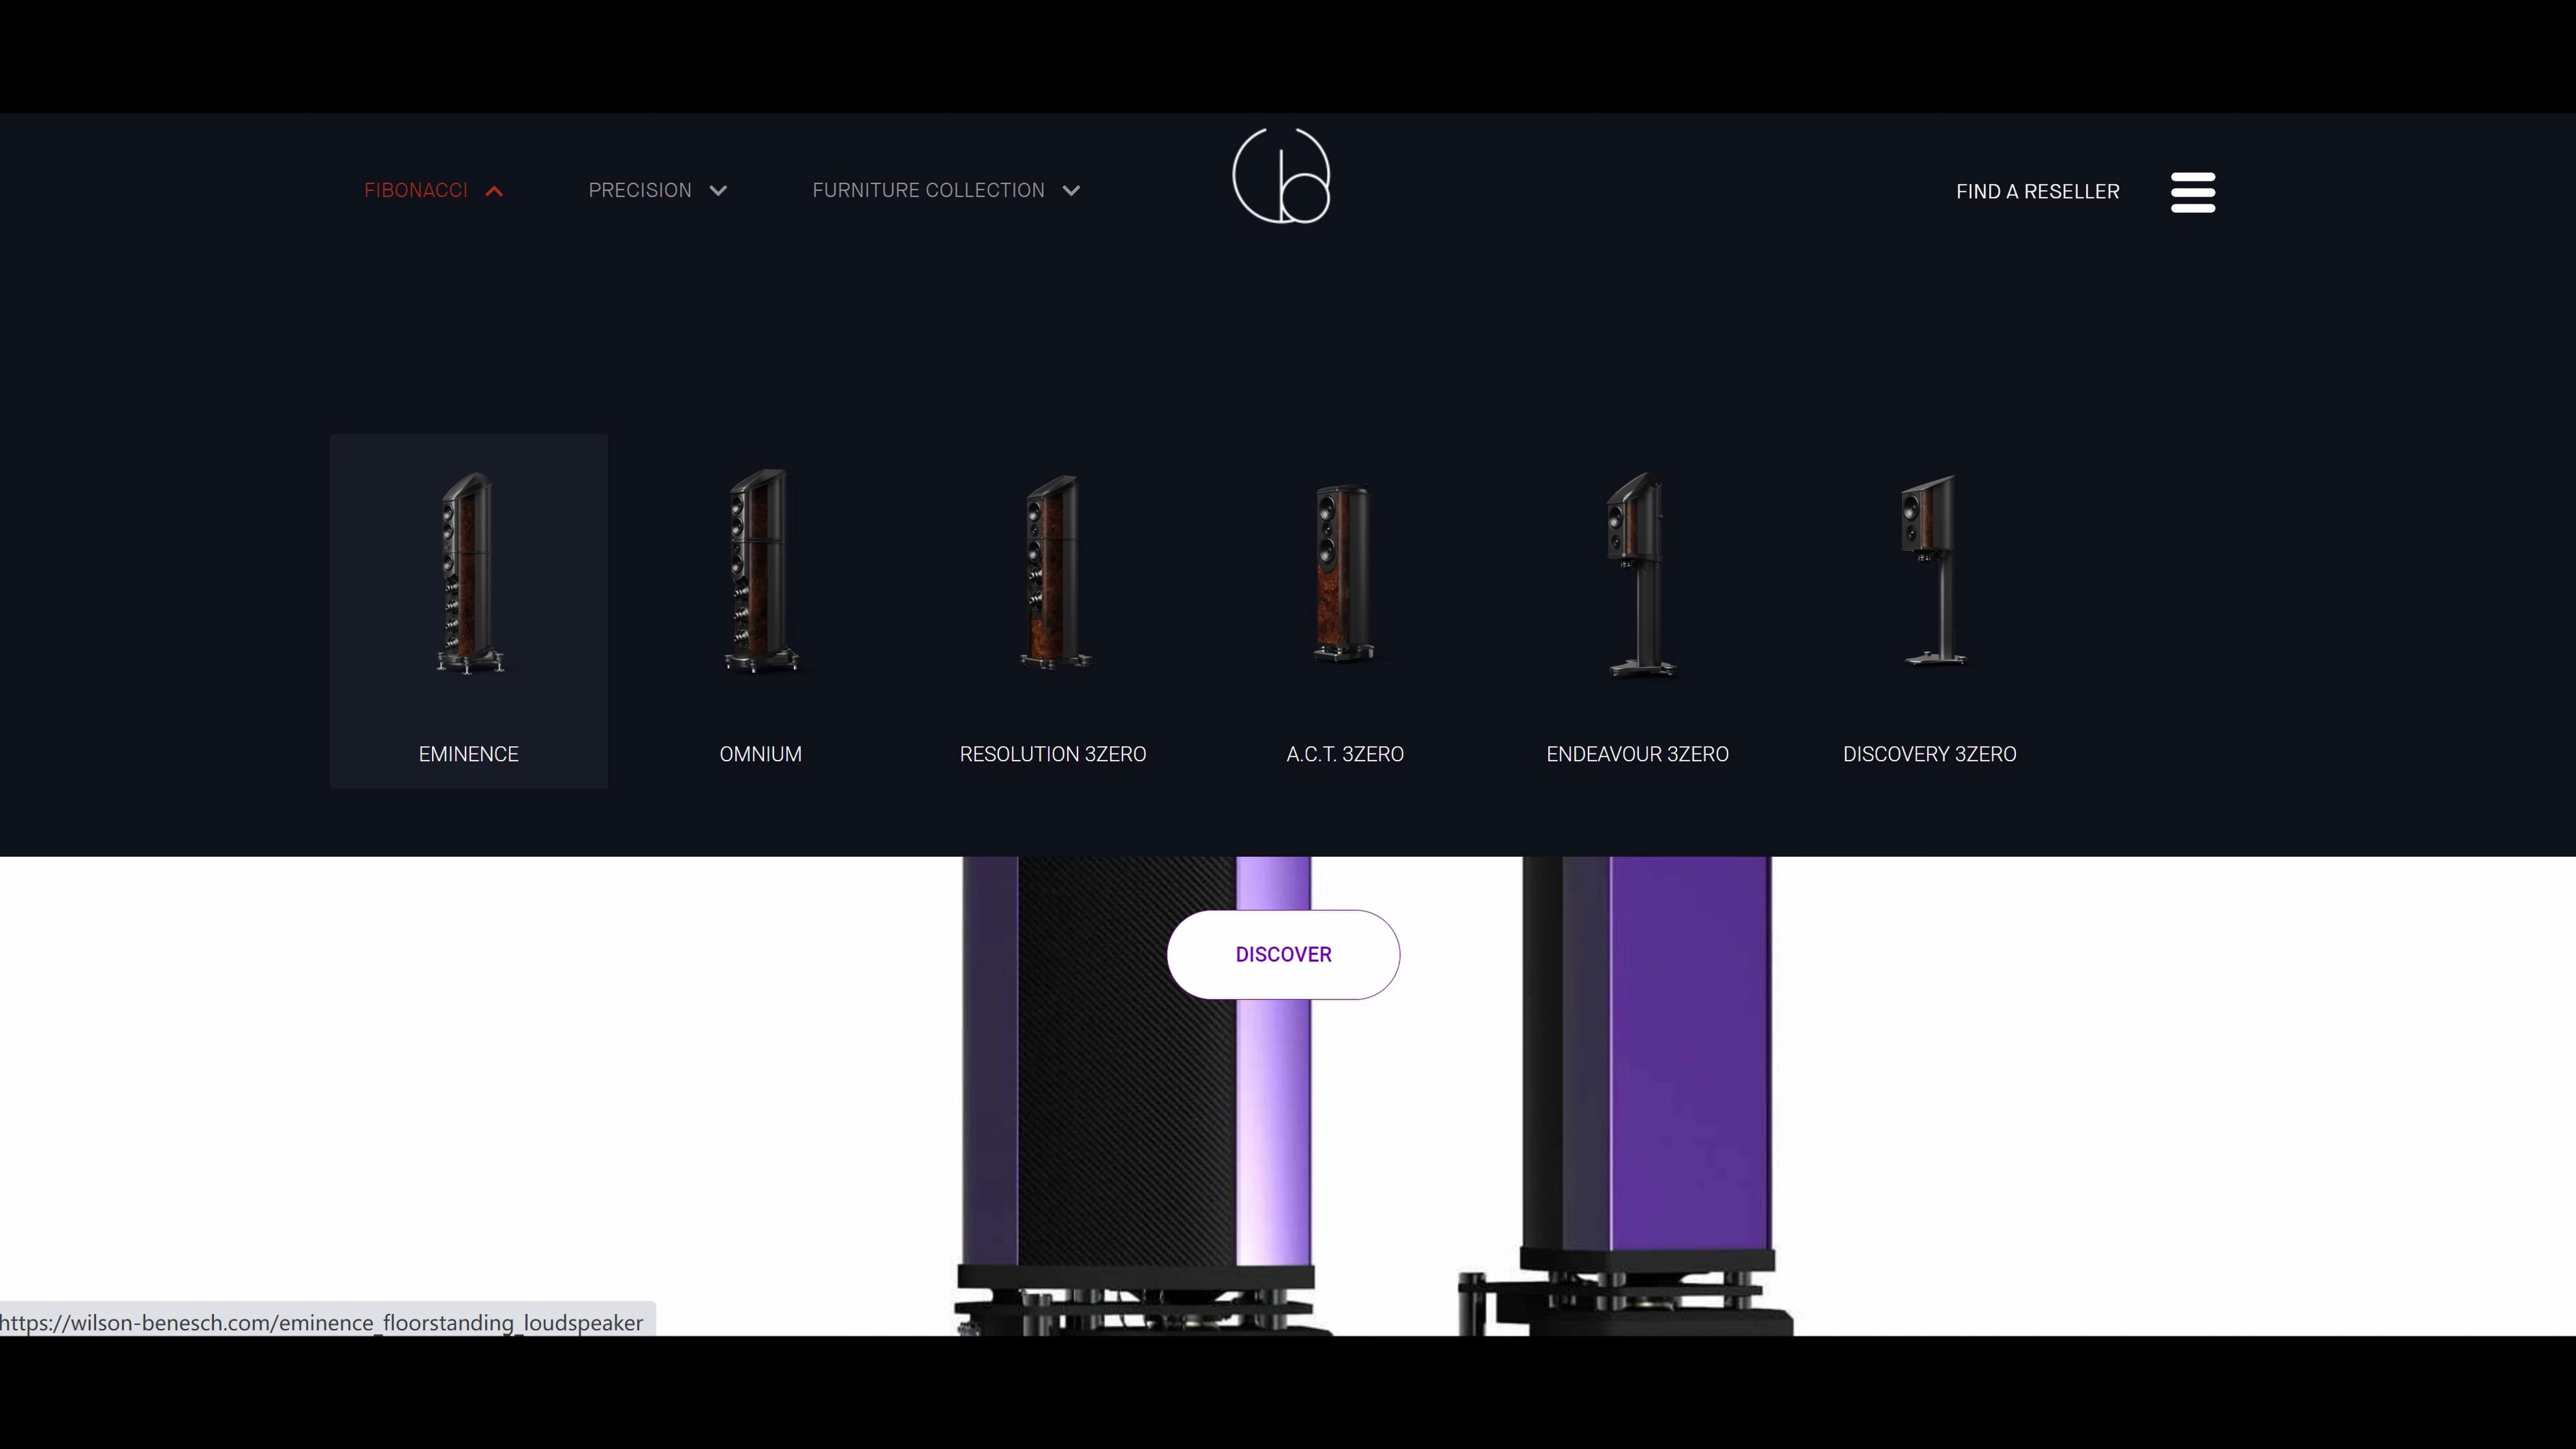 FIBONACCI
PRECISION
FURNITURE COLLECTION
FIND A RESELLER
EMINENCE
OMNIUM
RESOLUTION 3ZERO
A.C.T. 3ZERO
ENDEAVOUR 3ZERO
DISCOVERY 3ZERO
DISCOVER
https://wilson-benesch.com/eminence_floorstanding_loudspeaker